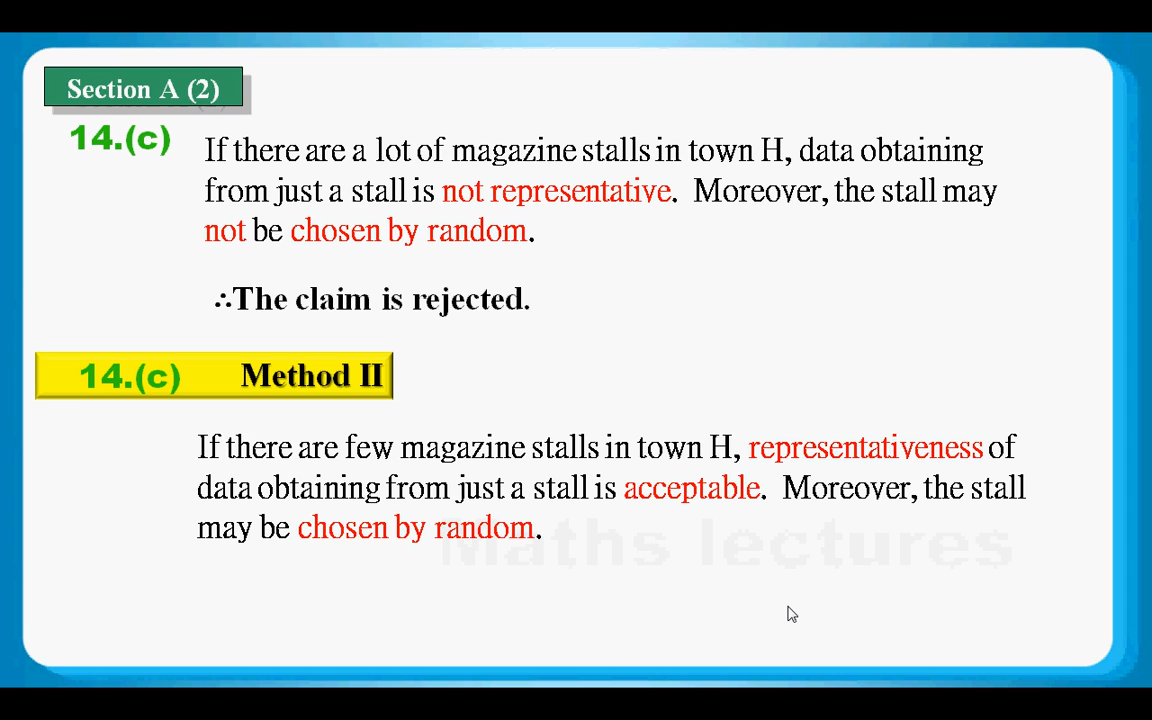 Section A (2)
14.(c)
If there are a lot of magazine stalls in town H, data obtaining
from just a stall is not representative. Moreover, the stall may
not be chosen by random.
∴The claim is rejected.
14.(c) Method II
If there are few magazine stalls in town H, representativeness of
data obtaining from just a stall is acceptable. Moreover, the stall
may be chosen by random.
Maths lectures